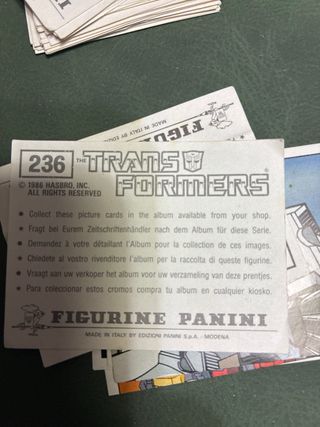 FIGURIN
MADE IN ITALY BY EDIZIONI
236
THE TRANSFORMERS
© 1986 HASBRO, INC.
ALL RIGHTS RESERVED
★ Collect these picture cards in the album available from your shop.
★ Fragt bei Eurem Zeitschriftenhändler nach dem Album für diese Serie.
★ Demandez à votre détaillant l'Album pour la collection de ces images.
★ Chiedete al vostro rivenditore l'album per la raccolta di queste figurine.
★ Vraagt aan uw verkoper het album voor uw verzameling van deze prentjes.
★ Para coleccionar estos cromos compra tu album en cualquier kiosko.
FIGURINE PANINI
MADE IN ITALY BY EDIZIONI PANINI S.p.A. - MODENA